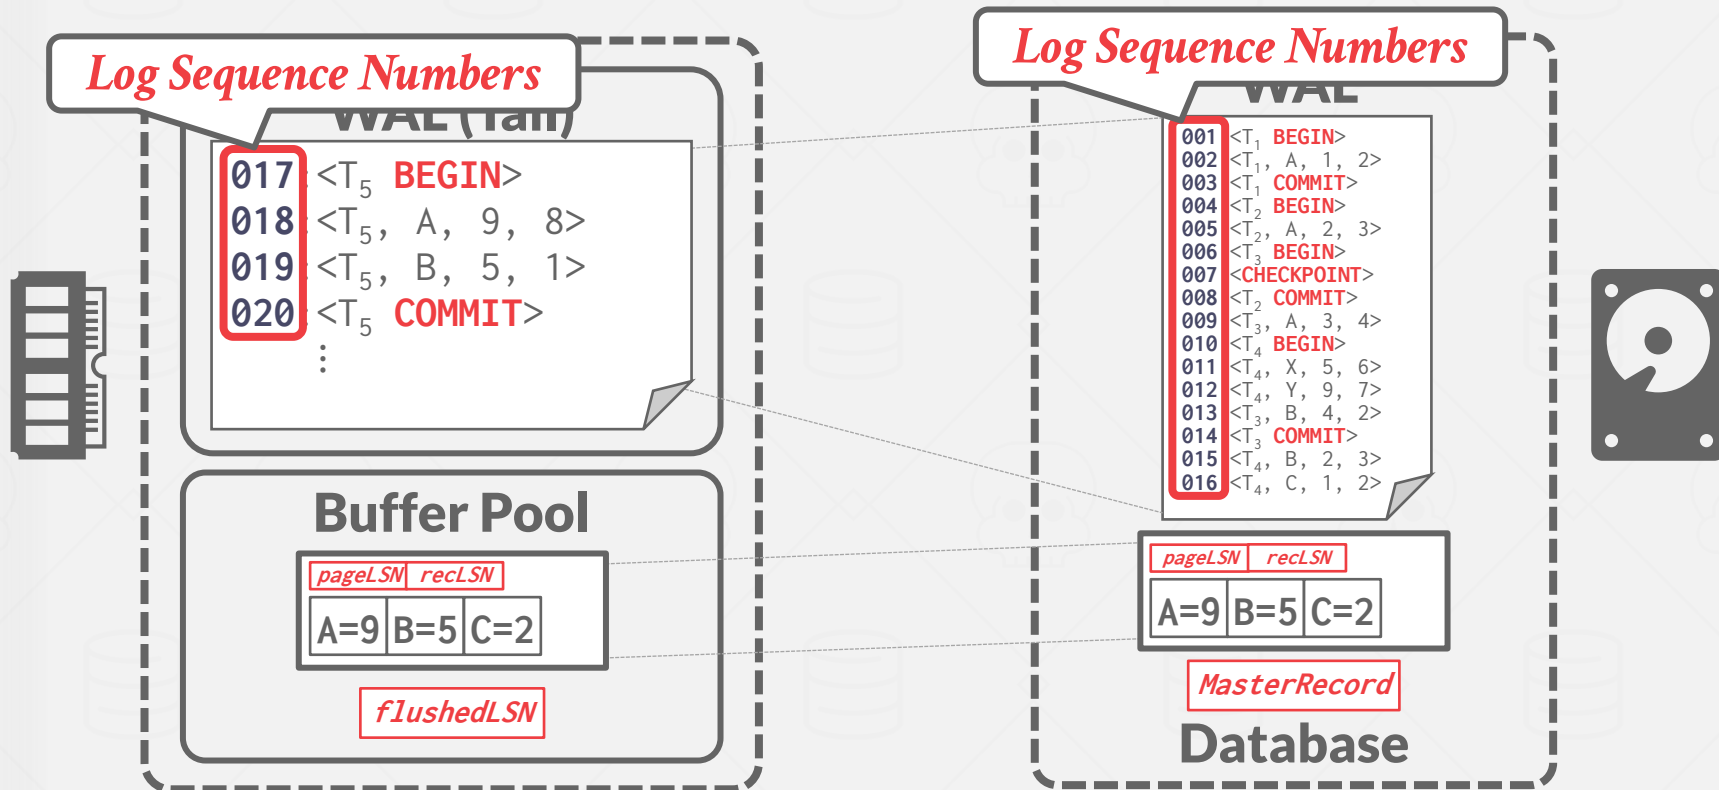 Log Sequence Numbers
WAL (Tail)
017 <T5 BEGIN>
018 <T5, A, 9, 8>
019 <T5, B, 5, 1>
020 <T5 COMMIT>
⋮
Buffer Pool
pageLSN recLSN
A=9 B=5 C=2
flushedLSN
Log Sequence Numbers
WAL
001 <T1 BEGIN>
002 <T1, A, 1, 2>
003 <T1 COMMIT>
004 <T2 BEGIN>
005 <T2, A, 2, 3>
006 <T3 BEGIN>
007 <CHECKPOINT>
008 <T2 COMMIT>
009 <T3, A, 3, 4>
010 <T4 BEGIN>
011 <T4, X, 5, 6>
012 <T4, Y, 9, 7>
013 <T3, B, 4, 2>
014 <T3 COMMIT>
015 <T4, B, 2, 3>
016 <T4, C, 1, 2>
pageLSN recLSN
A=9 B=5 C=2
MasterRecord
Database